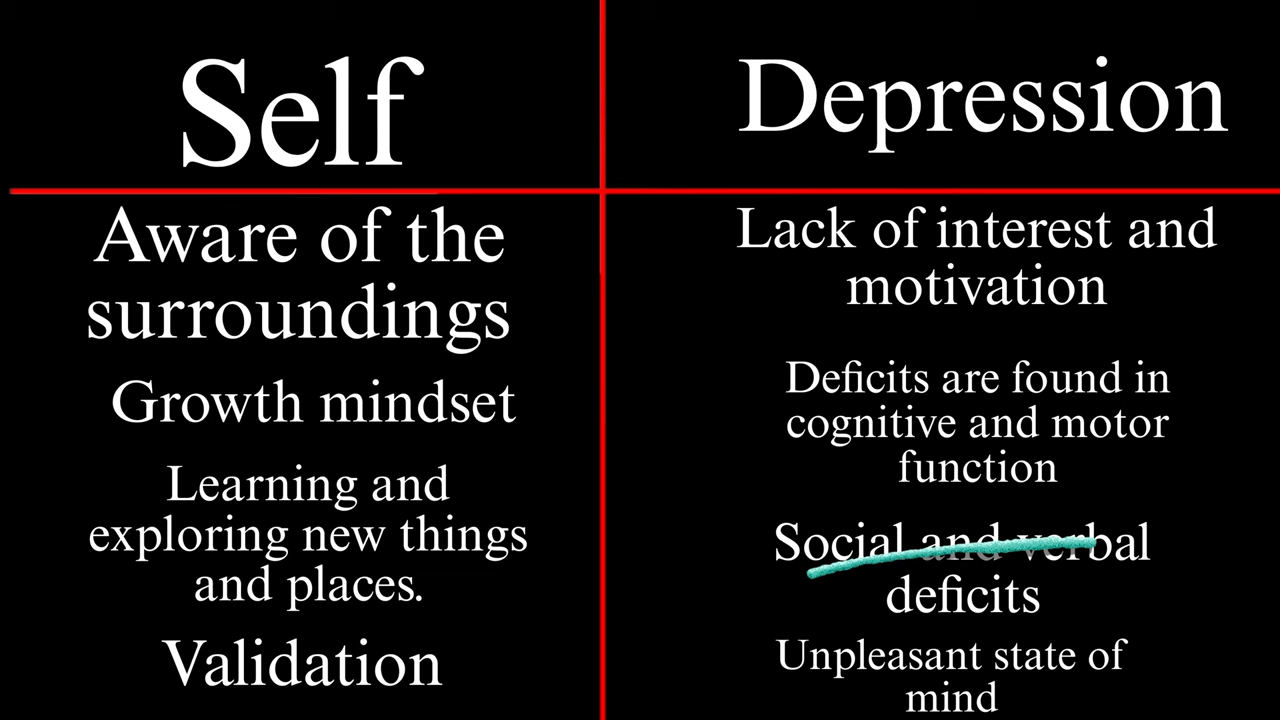 Self
Depression
Aware of the
surroundings
Growth mindset
Learning and
exploring new things
and places.
Validation
Lack of interest and
motivation
Deficits are found in
cognitive and motor
function
Social and verbal
deficits
Unpleasant state of
mind